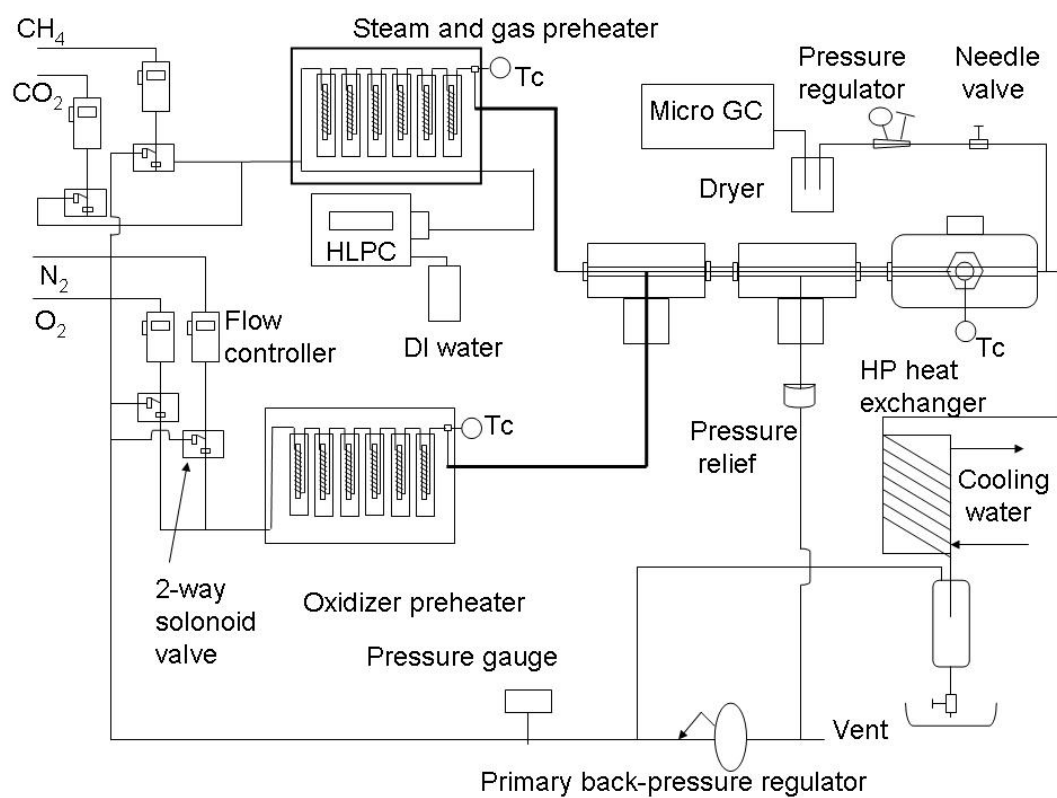 CH4
Steam and gas preheater
Tc
Pressure
regulator
Needle
valve
CO2
Micro GC
Dryer
HLPC
N2
O2
Flow
controller
DI water
Tc
HP heat
exchanger
Tc
Pressure
relief
Cooling
water
2-way
solonoid
valve
Oxidizer preheater
Pressure gauge
Vent
Primary back-pressure regulator